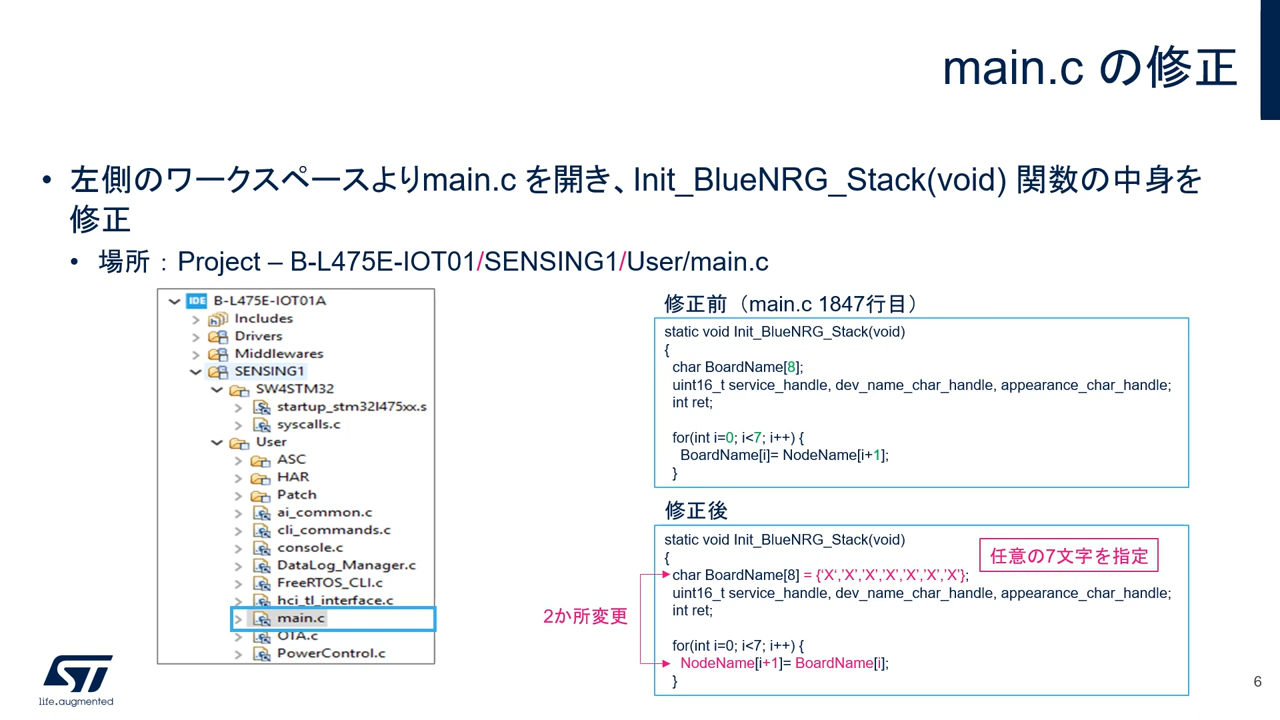 main.c の修正
• 左側のワークスペースよりmain.c を開き、Init_BlueNRG_Stack(void) 関数の中身を
修正
• 場所：Project – B-L475E-IOT01/SENSING1/User/main.c
IDE B-L475E-IOT01A
Includes
Drivers
Middlewares
SENSING1
SW4STM32
startup_stm32l475xx.s
syscalls.c
User
ASC
HAR
Patch
ai_common.c
cli_commands.c
console.c
DataLog_Manager.c
FreeRTOS_CLI.c
hci_tl_interface.c
main.c
OTA.c
PowerControl.c
修正前（main.c 1847行目）
static void Init_BlueNRG_Stack(void)
{
char BoardName[8];
uint16_t service_handle, dev_name_char_handle, appearance_char_handle;
int ret;
for(int i=0; i<7; i++) {
BoardName[i]= NodeName[i+1];
}
修正後
static void Init_BlueNRG_Stack(void)
{
任意の7文字を指定
char BoardName[8] = {‘X‘,’X’,’X’,’X’,’X’,’X’,’X’};
uint16_t service_handle, dev_name_char_handle, appearance_char_handle;
int ret;
2か所変更
for(int i=0; i<7; i++) {
NodeName[i+1]= BoardName[i];
}
ST
life.augmented
6